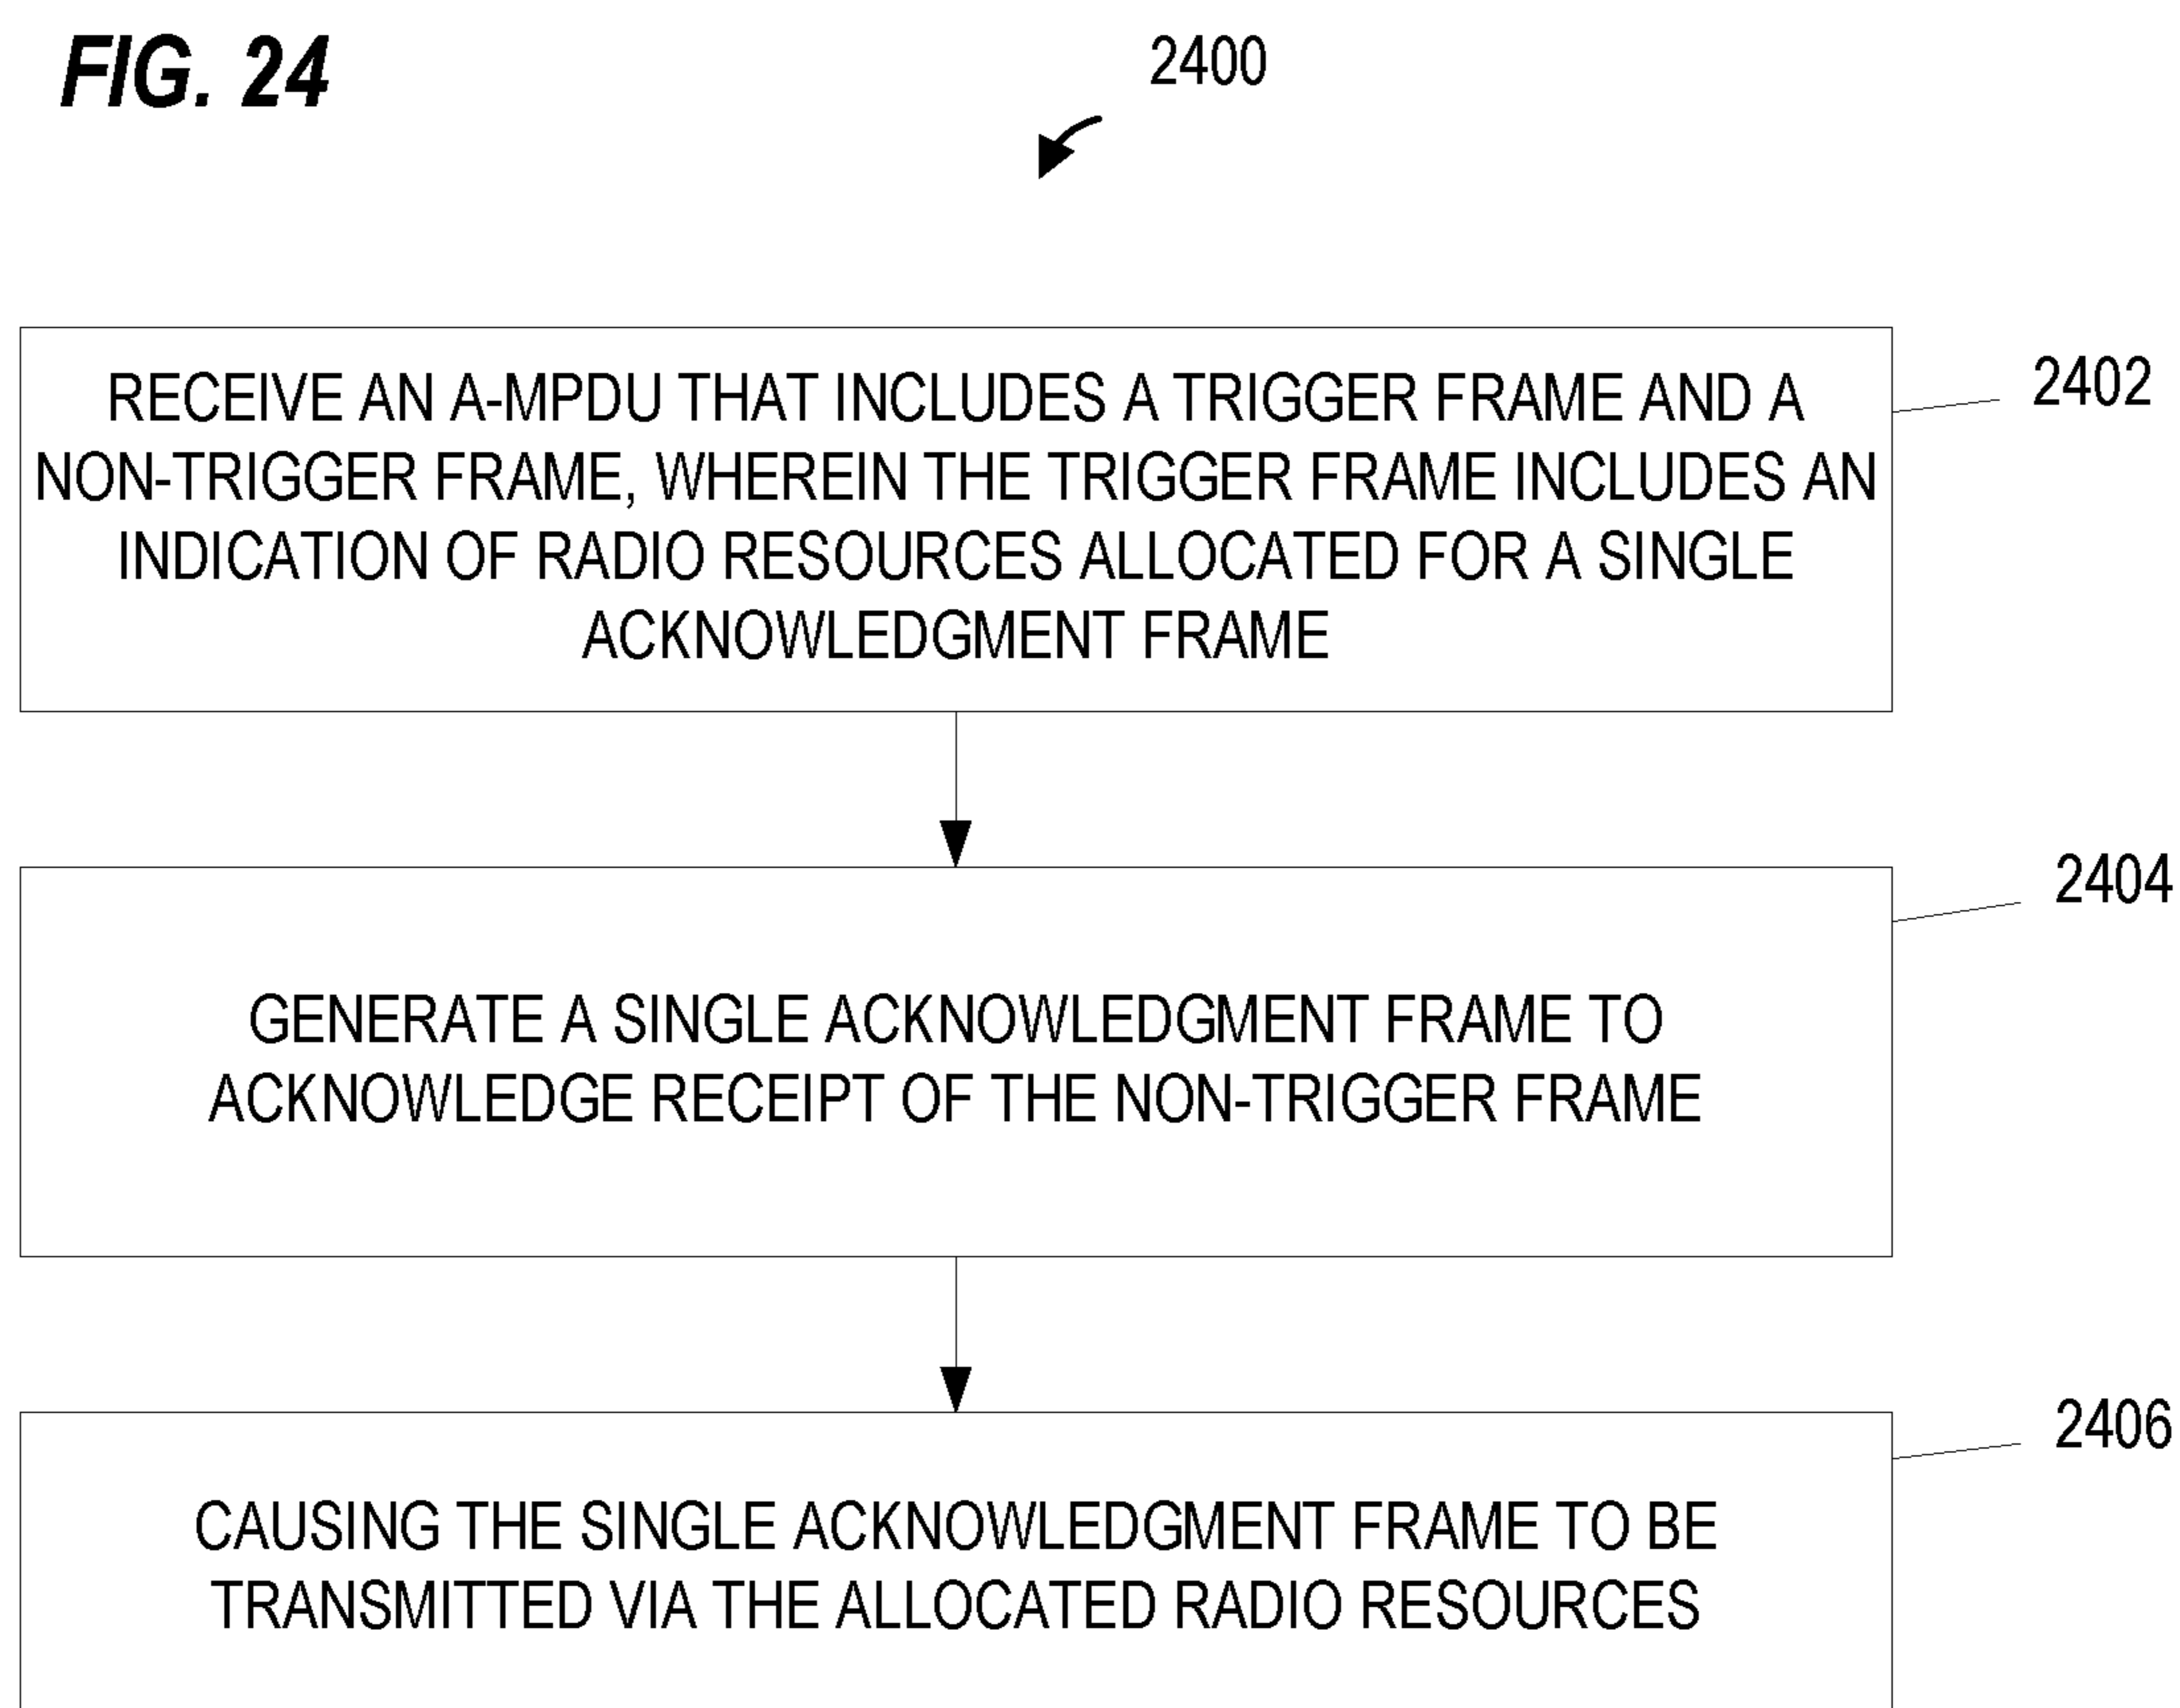 FIG. 24
2400
RECEIVE AN A-MPDU THAT INCLUDES A TRIGGER FRAME AND A
NON-TRIGGER FRAME, WHEREIN THE TRIGGER FRAME INCLUDES AN
INDICATION OF RADIO RESOURCES ALLOCATED FOR A SINGLE
ACKNOWLEDGMENT FRAME
2402
GENERATE A SINGLE ACKNOWLEDGMENT FRAME TO
ACKNOWLEDGE RECEIPT OF THE NON-TRIGGER FRAME
2404
CAUSING THE SINGLE ACKNOWLEDGMENT FRAME TO BE
TRANSMITTED VIA THE ALLOCATED RADIO RESOURCES
2406